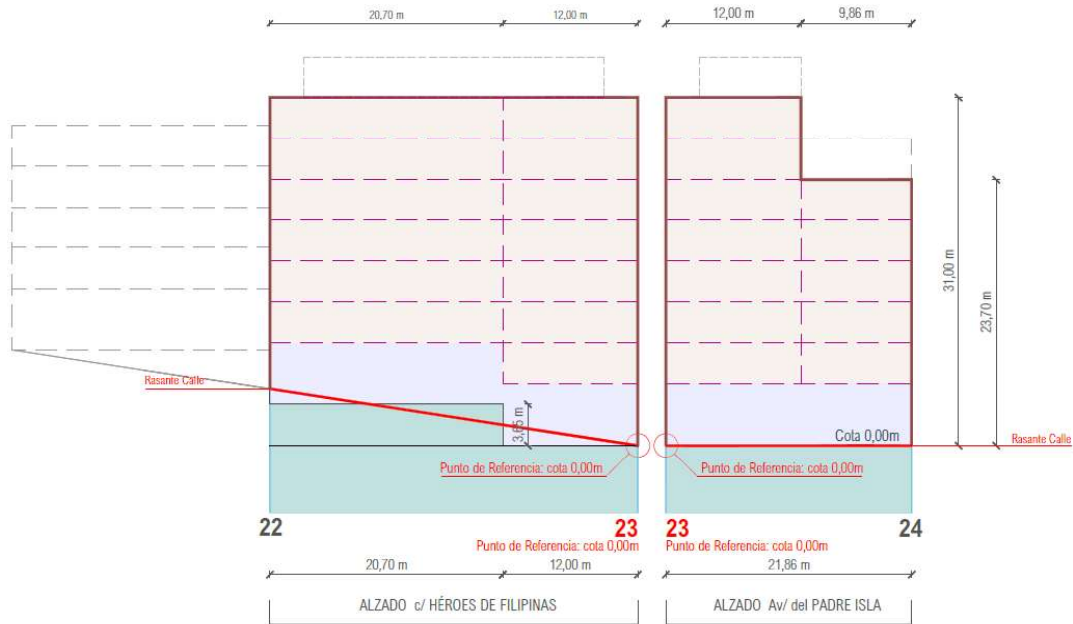 20,70 m
12,00 m
12,00 m
9,86 m
31,00 m
23,70 m
Rasante Calle
3,65 m
Cota 0,00m
Rasante Calle
Punto de Referencia: cota 0,00m
Punto de Referencia: cota 0,00m
22
23
23
24
Punto de Referencia: cota 0,00m
Punto de Referencia: cota 0,00m
20,70 m
12,00 m
21,86 m
ALZADO c/ HÉROES DE FILIPINAS
ALZADO Av/ del PADRE ISLA